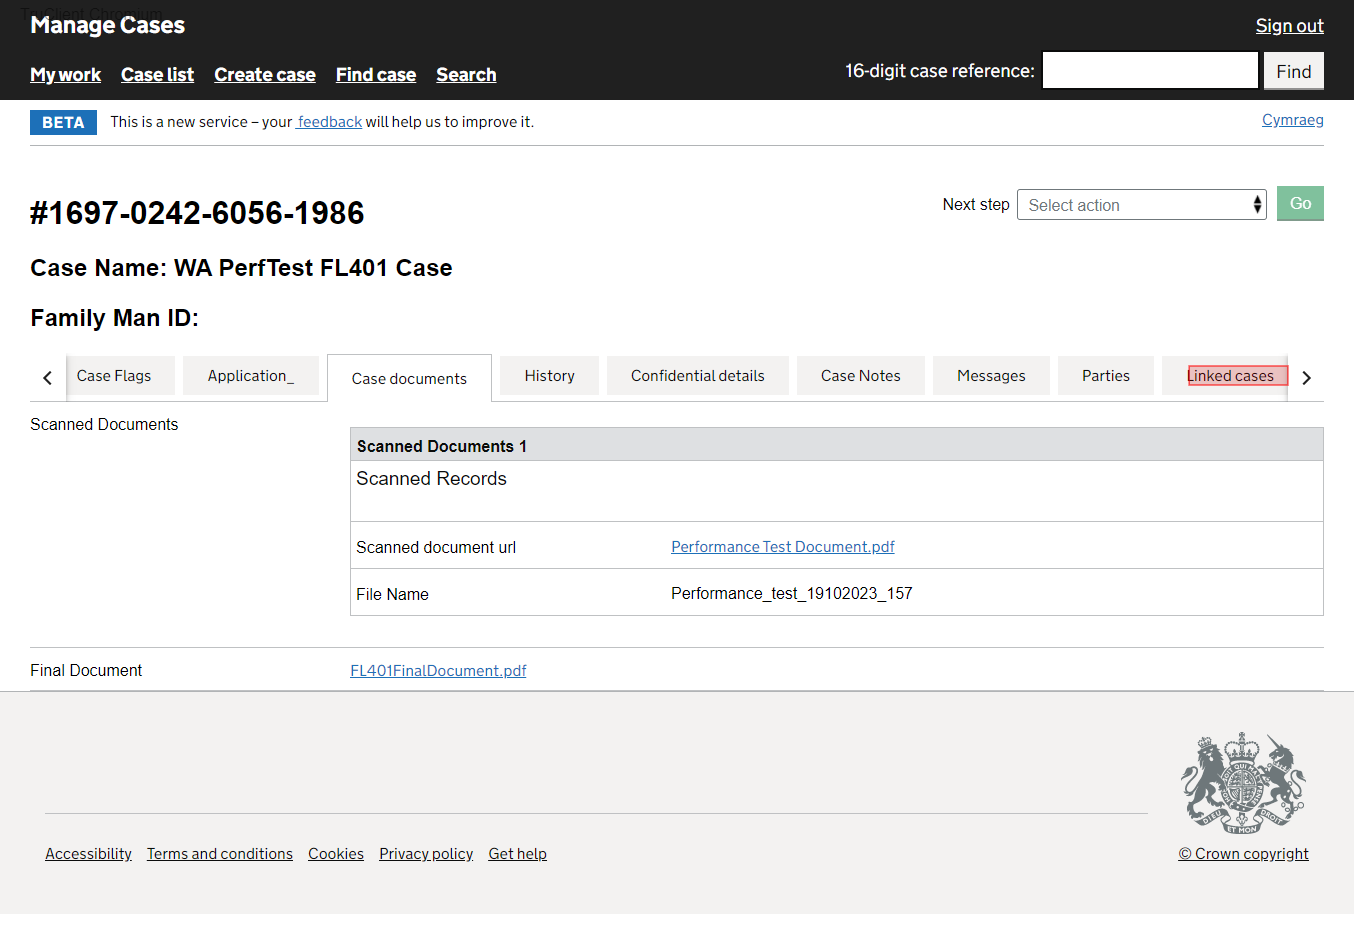 TruClient Chromium
Manage Cases
Sign out
My work Case list Create case Find case Search
16-digit case reference: Find
BETA This is a new service – your feedback will help us to improve it.
Cymraeg
#1697-0242-6056-1986
Next step Select action Go
Case Name: WA PerfTest FL401 Case
Family Man ID:
Case Flags Application_ Case documents History Confidential details Case Notes Messages Parties Linked cases
Scanned Documents
Scanned Documents 1
Scanned Records
Scanned document url Performance Test Document.pdf
File Name Performance_test_19102023_157
Final Document FL401FinalDocument.pdf
DIEU ET MON DROIT
Accessibility Terms and conditions Cookies Privacy policy Get help
© Crown copyright